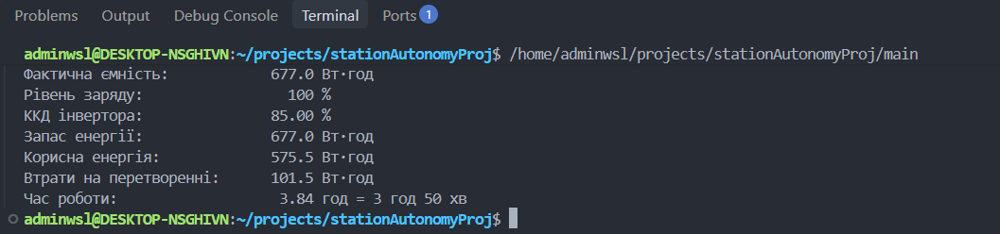 Problems Output Debug Console Terminal Ports 1
adminwsl@DESKTOP-NSGHIVN:~/projects/stationAutonomyProj$ /home/adminwsl/projects/stationAutonomyProj/main
Фактична ємність: 677.0 Вт·год
Рівень заряду: 100 %
ККД інвертора: 85.00 %
Запас енергії: 677.0 Вт·год
Корисна енергія: 575.5 Вт·год
Втрати на перетворенні: 101.5 Вт·год
Час роботи: 3.84 год = 3 год 50 хв
adminwsl@DESKTOP-NSGHIVN:~/projects/stationAutonomyProj$